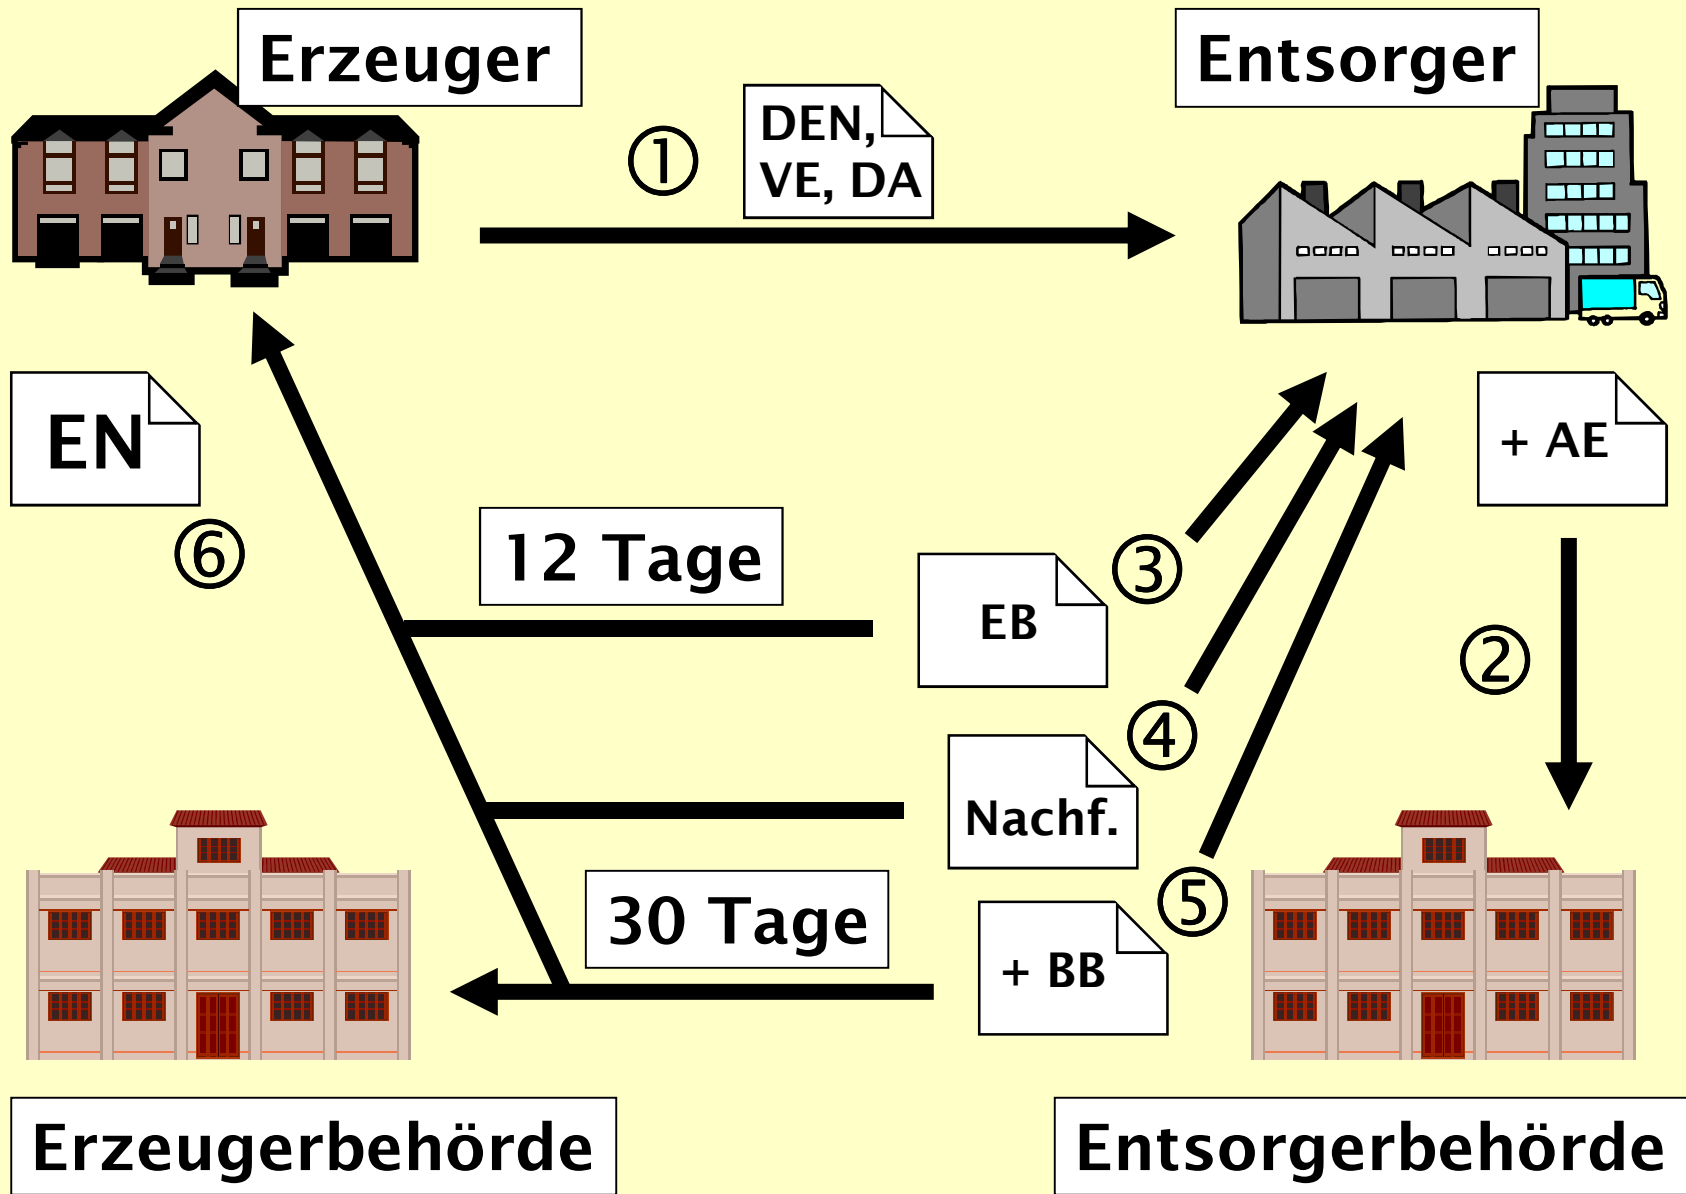 Erzeuger
Entsorger
①
DEN,
VE, DA
EN
+ AE
⑥
12 Tage
③
EB
②
④
Nachf.
30 Tage
⑤
+ BB
Erzeugerbehörde
Entsorgerbehörde